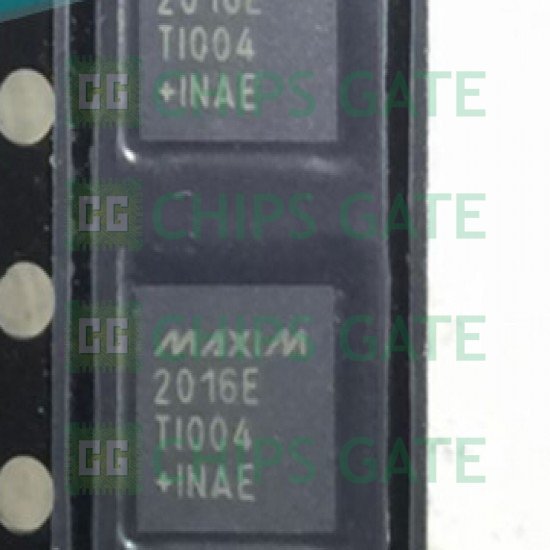 2016E
TI004
+INAE
CG CHIPS GATE
CG CHIPS GATE
MAXIM
CG CHIPS GATE
2016E
TI004
+INAE
CG CHIPS GATE